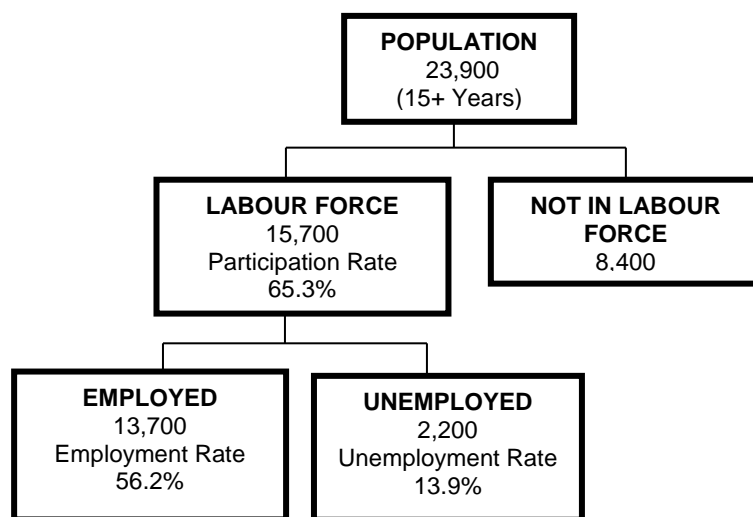 POPULATION
23,900
(15+ Years)
LABOUR FORCE
15,700
Participation Rate
65.3%
NOT IN LABOUR
FORCE
8,400
EMPLOYED
13,700
Employment Rate
56.2%
UNEMPLOYED
2,200
Unemployment Rate
13.9%